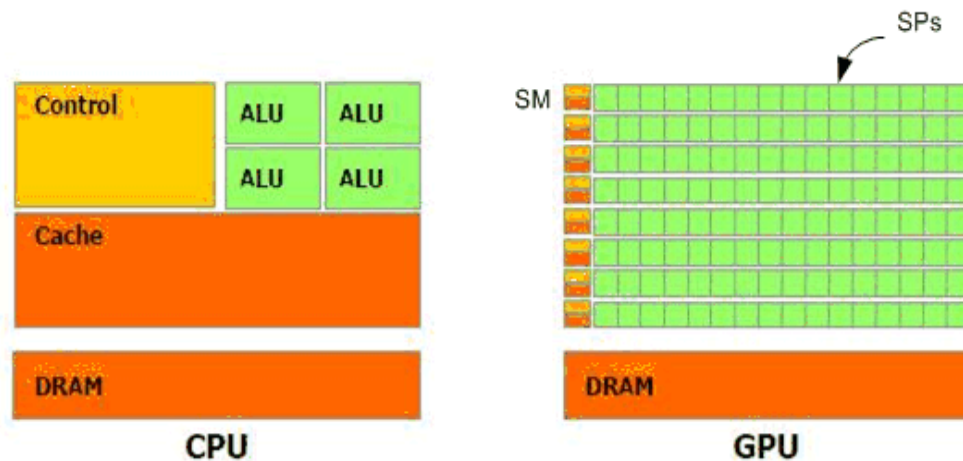 SPs
Control
ALU
ALU
SM
ALU
ALU
Cache
DRAM
DRAM
CPU
GPU